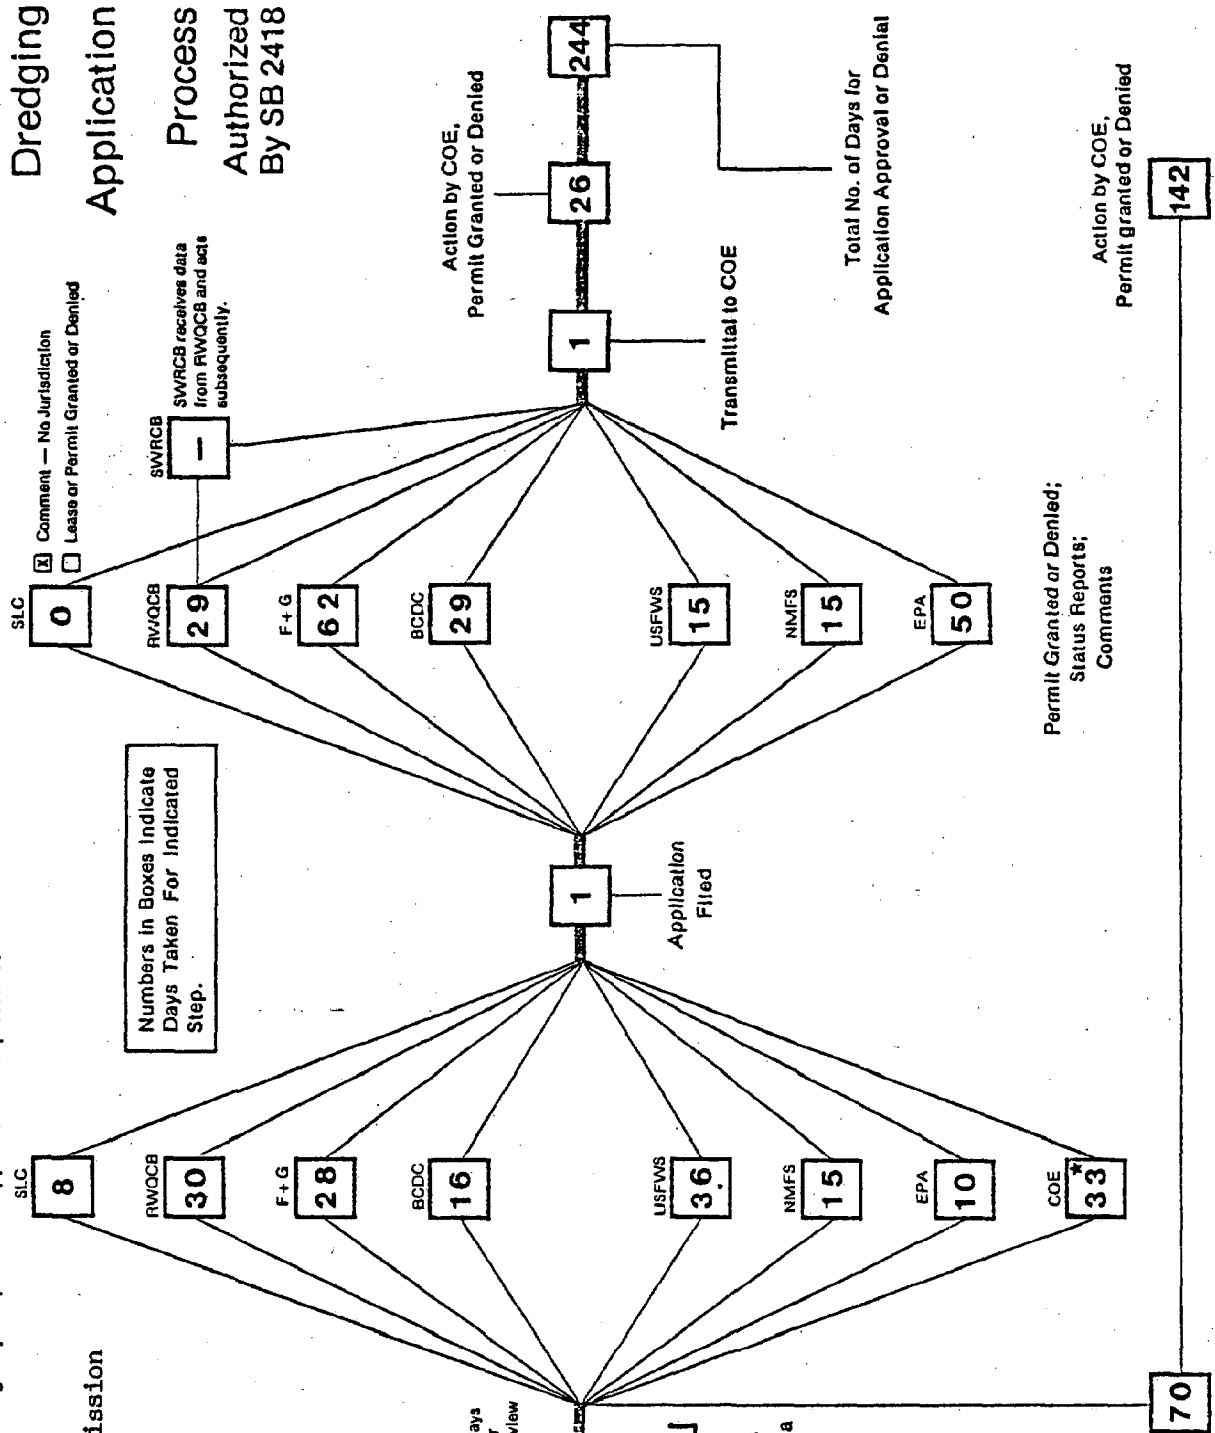 Dredging
Application
Process
Authorized
By SB 2418
ission
SLC
8
RWQCB
30
F+G
28
BCDC
16
USFWS
36
NMFS
15
EPA
10
COE
33*
Numbers in Boxes Indicate
Days Taken For Indicated
Step.
1
Application
Filed
SLC
0
☒ Comment — No Jurisdiction
☐ Lease or Permit Granted or Denied
RWQCB
29
SWRCB
—
SWRCB receives data
from RWQCB and acts
subsequently.
F+G
62
BCDC
29
USFWS
15
NMFS
15
EPA
50
1
Transmittal to COE
Action by COE,
Permit Granted or Denied
26
244
Total No. of Days for
Application Approval or Denial
Permit Granted or Denied;
Status Reports;
Comments
70
Action by COE,
Permit granted or Denied
142
ays
r
view
a